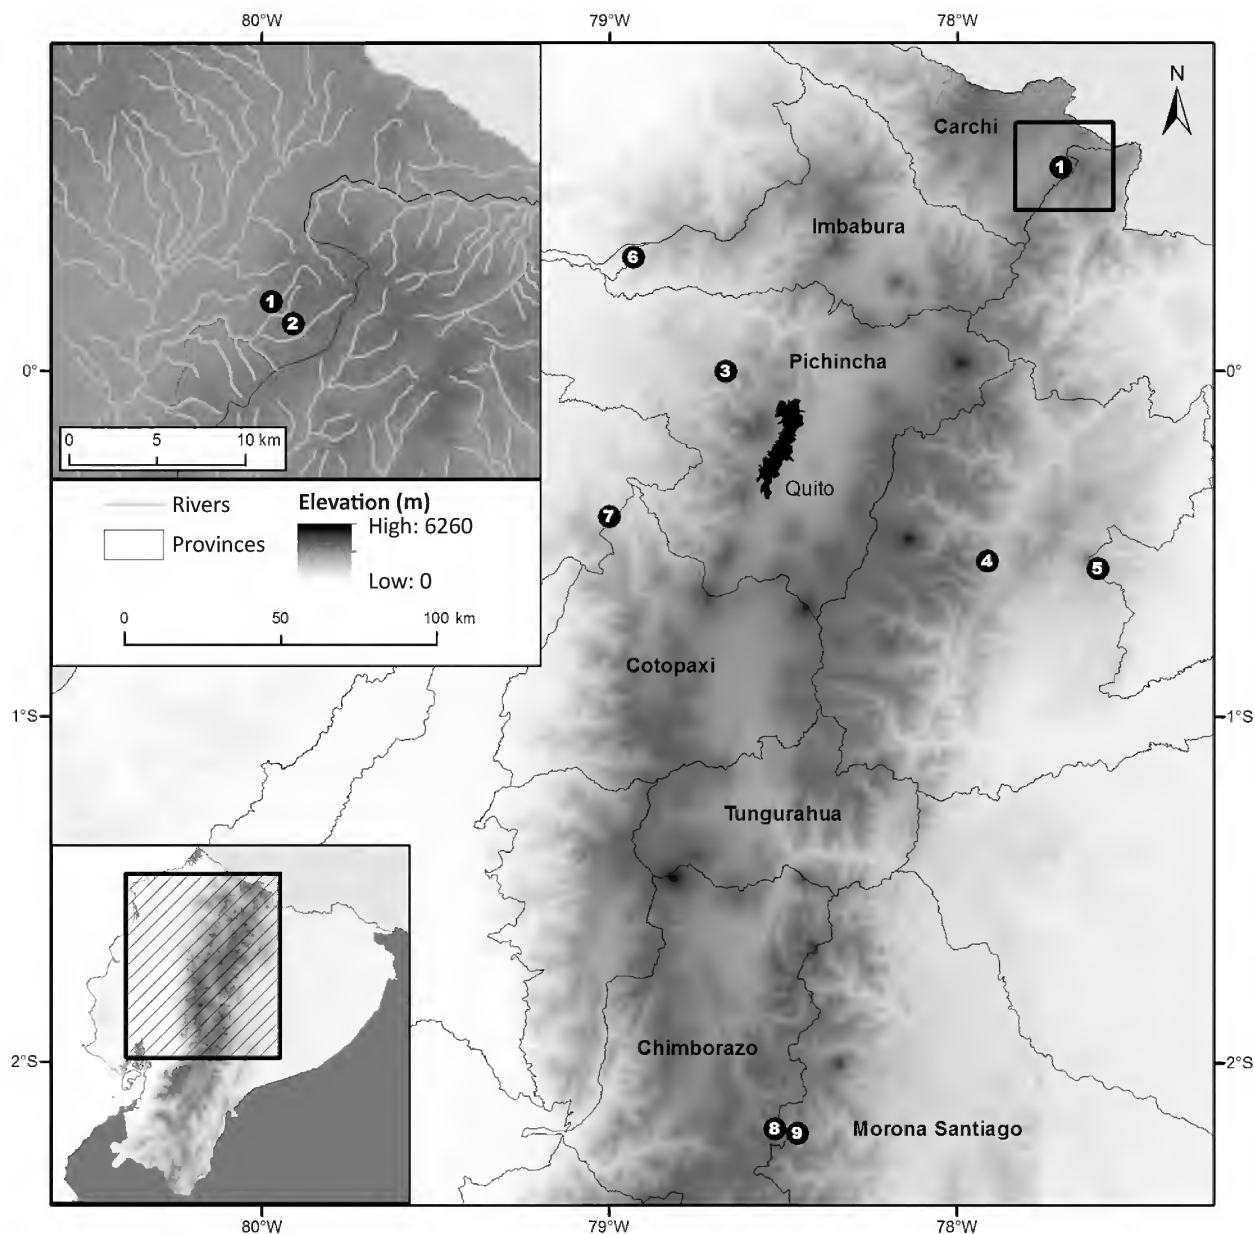 80°W 79°W 78°W
N
Carchi
1
Imbabura
6
1
2
3
Pichincha
0° 0°
0 5 10 km
Quito
Rivers
Elevation (m)
High: 6260
Provinces
Low: 0
7
4
5
0 50 100 km
Cotopaxi
1°S 1°S
Tungurahua
Chimborazo
2°S 2°S
8
9
Morona Santiago
80°W 79°W 78°W